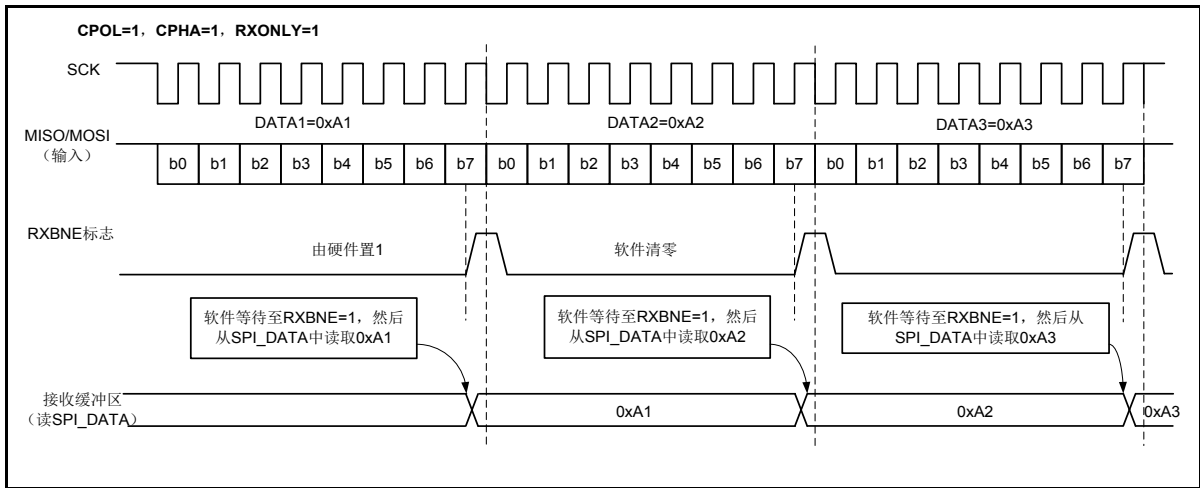 CPOL=1，CPHA=1，RXONLY=1
SCK
DATA1=0xA1
DATA2=0xA2
DATA3=0xA3
MISO/MOSI
（输入）
b0 b1 b2 b3 b4 b5 b6 b7 b0 b1 b2 b3 b4 b5 b6 b7 b0 b1 b2 b3 b4 b5 b6 b7
RXBNE标志
由硬件置1
软件清零
软件等待至RXBNE=1，然后
从SPI_DATA中读取0xA1
软件等待至RXBNE=1，然后
从SPI_DATA中读取0xA2
软件等待至RXBNE=1，然后从
SPI_DATA中读取0xA3
接收缓冲区
（读SPI_DATA）
0xA1
0xA2
0xA3